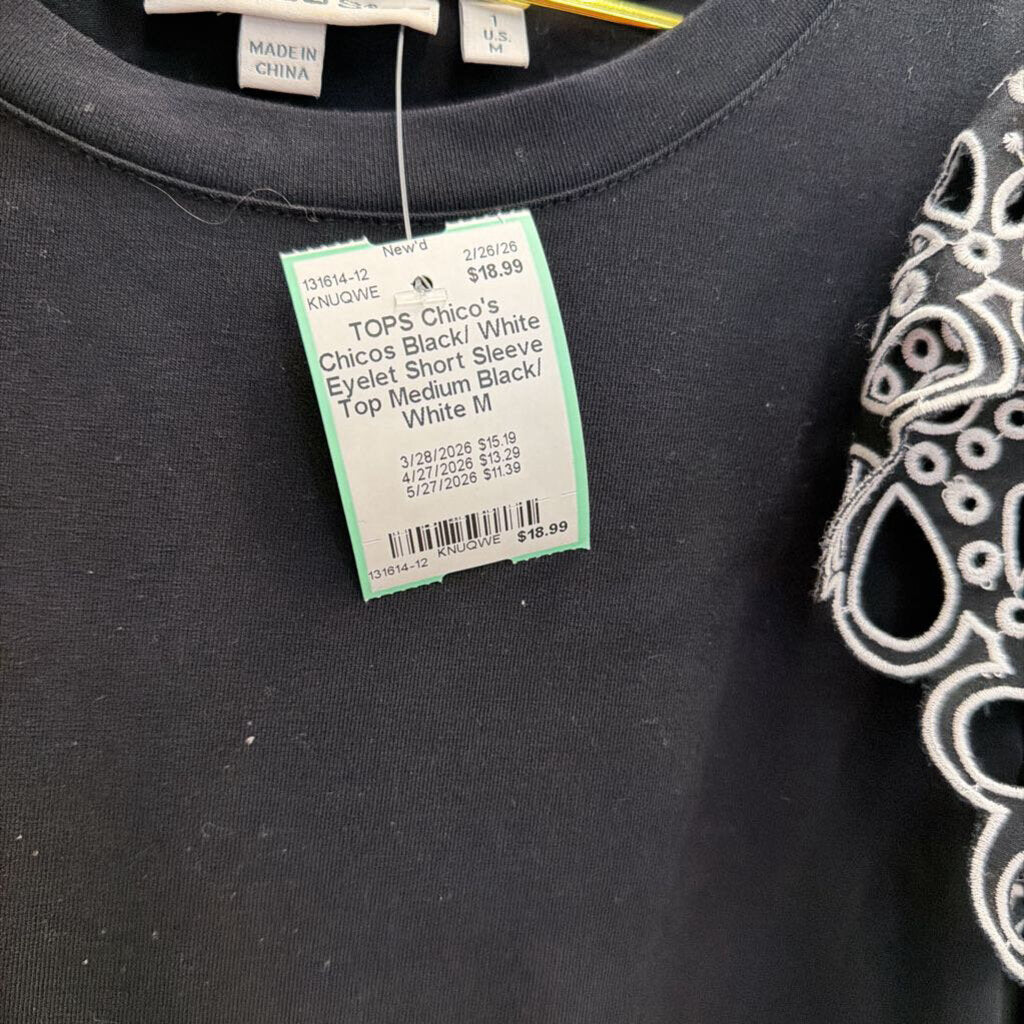 MADE IN
CHINA
1
U.S.
M
New'd
131614-12 2/26/26
KNUQWE $18.99
TOPS Chico's
Chicos Black/ White
Eyelet Short Sleeve
Top Medium Black/
White M
3/28/2026 $15.19
4/27/2026 $13.29
5/27/2026 $11.39
131614-12 KNUQWE $18.99